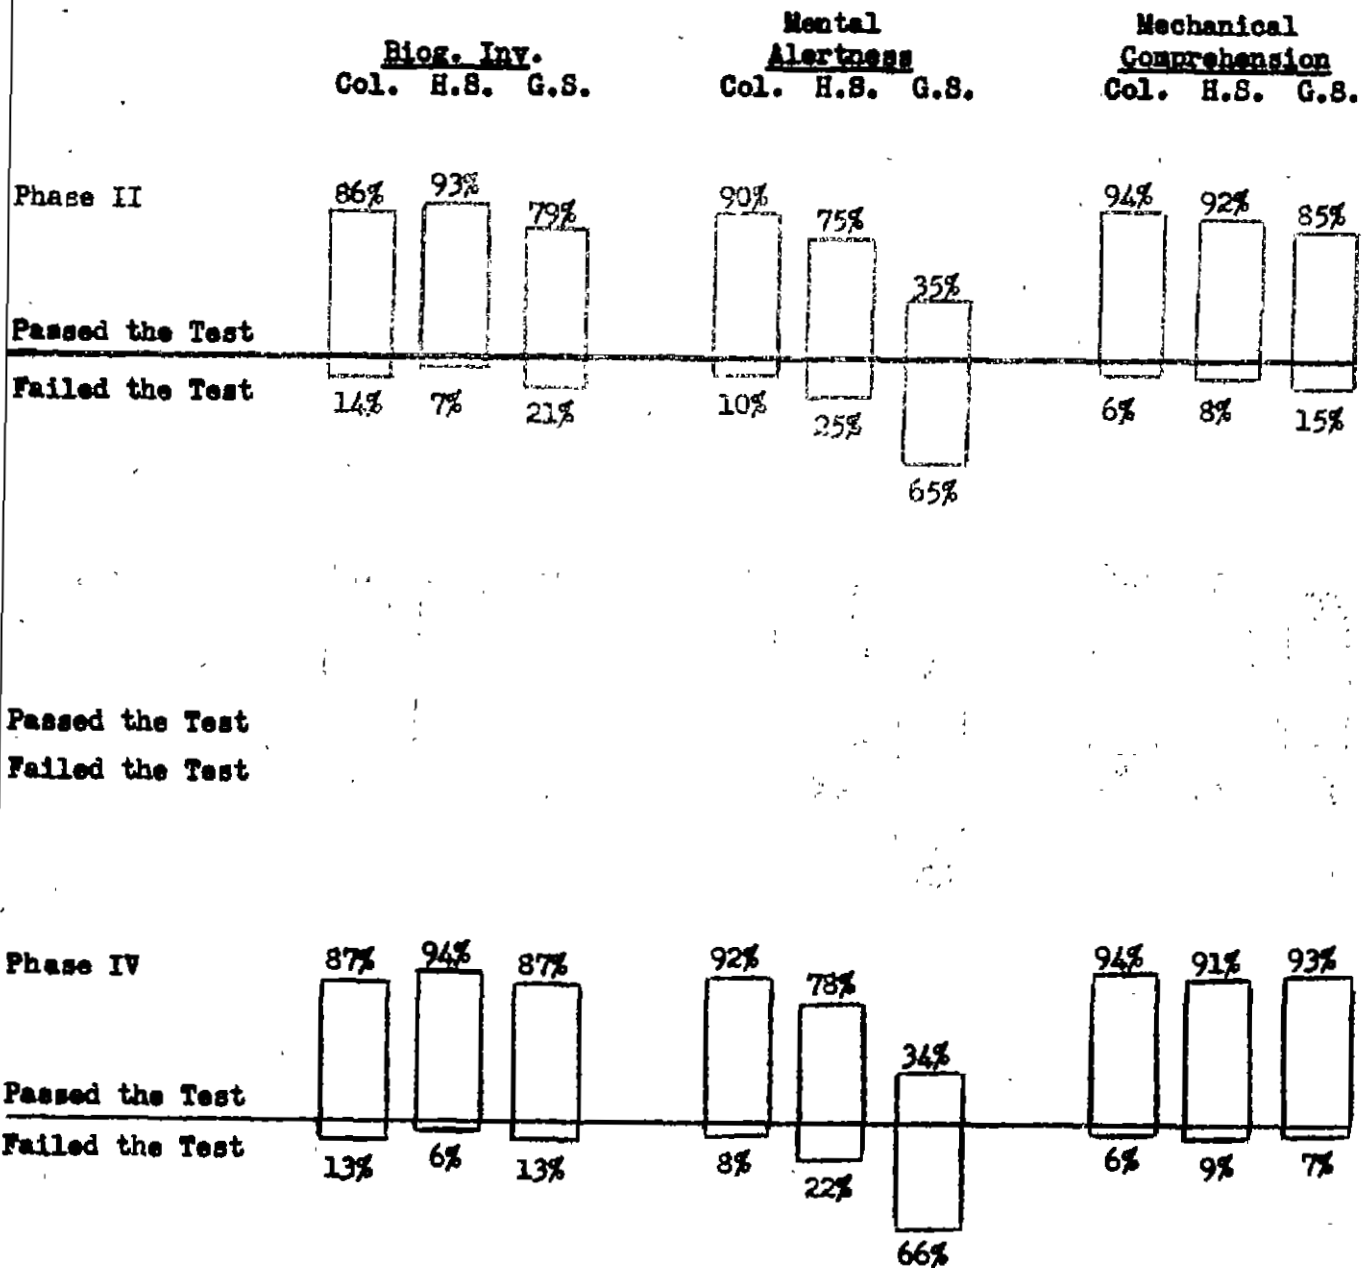 Mental
Mechanical
Biog. Inv.
Alertness
Comprehension
Col. H.S. G.S.
Col. H.S. G.S.
Col. H.S. G.S.
Phase II
86% 93% 79%
90% 75% 35%
94% 92% 85%
Passed the Test
Failed the Test
14% 7% 21%
10% 25% 65%
6% 8% 15%
Passed the Test
Failed the Test
Phase IV
87% 94% 87%
92% 78% 34%
94% 91% 93%
Passed the Test
Failed the Test
13% 6% 13%
8% 22% 66%
6% 9% 7%